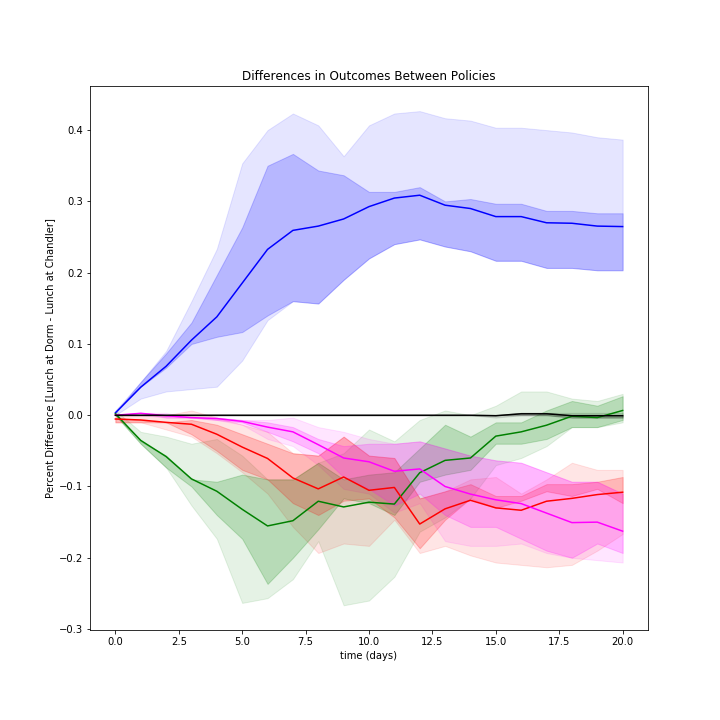 Differences in Outcomes Between Policies
Percent Difference [Lunch at Dorm - Lunch at Chandler]
0.4
0.3
0.2
0.1
0.0
−0.1
−0.2
−0.3
0.0 2.5 5.0 7.5 10.0 12.5 15.0 17.5 20.0
time (days)